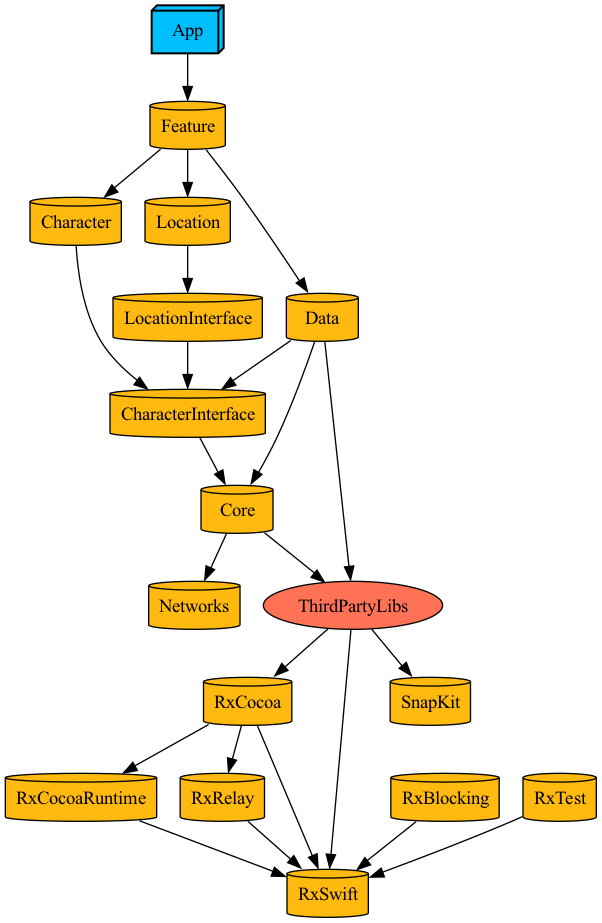 App
Feature
Character
Location
LocationInterface
Data
CharacterInterface
Core
Networks
ThirdPartyLibs
RxCocoa
SnapKit
RxCocoaRuntime
RxRelay
RxBlocking
RxTest
RxSwift